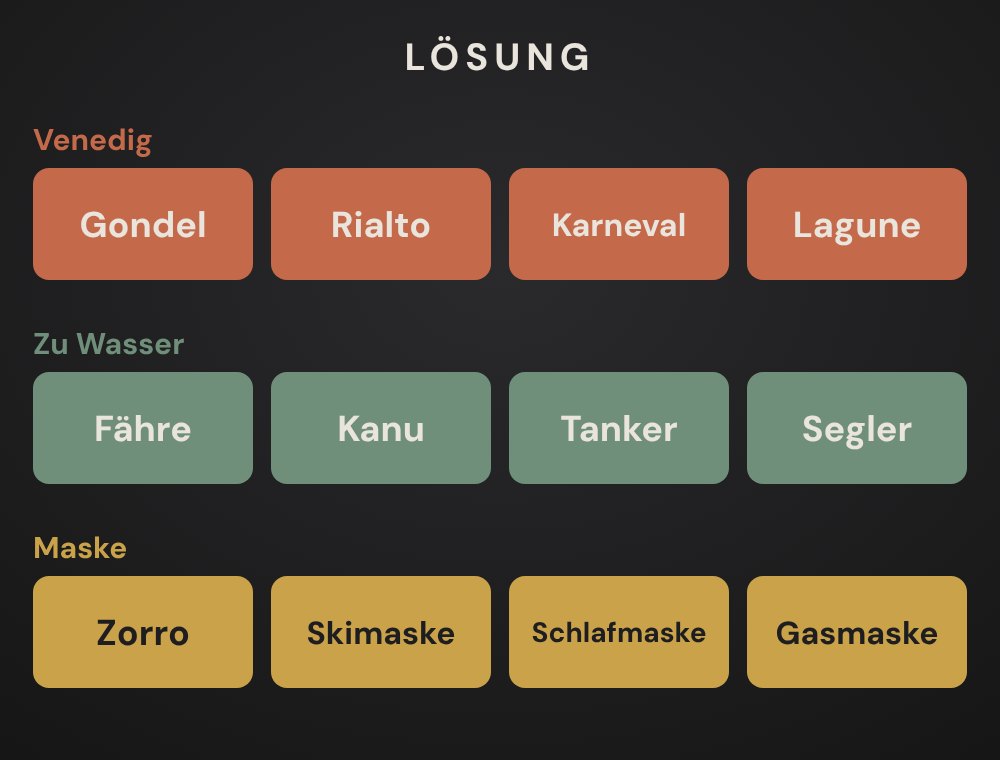 LÖSUNG
Venedig
Gondel Rialto Karneval Lagune
Zu Wasser
Fähre Kanu Tanker Segler
Maske
Zorro Skimaske Schlafmaske Gasmaske